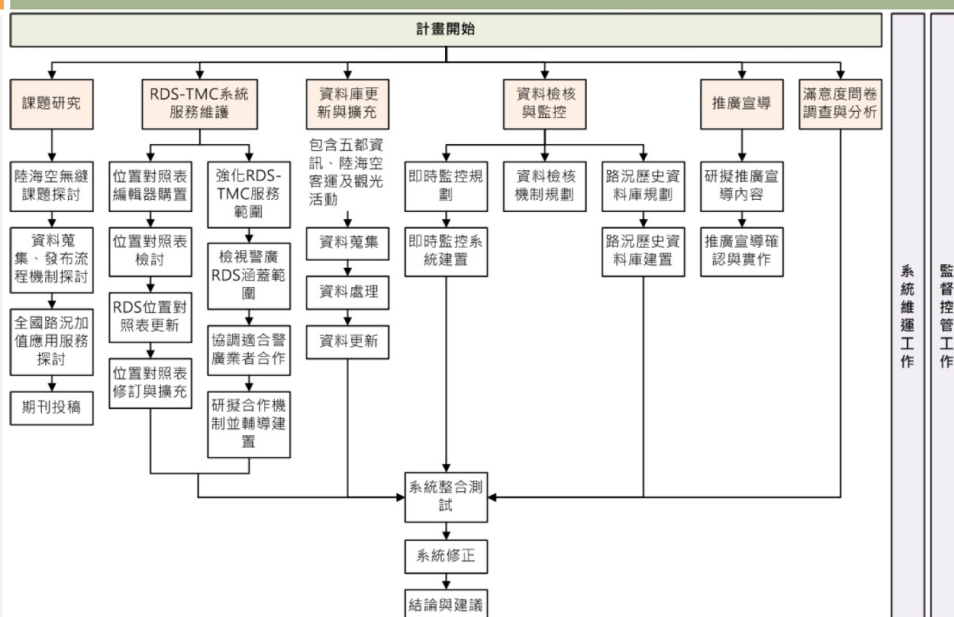 計畫開始
課題研究
RDS-TMC系統
服務維護
資料庫更
新與擴充
資料檢核
與監控
推廣宣導
滿意度問卷
調查與分析
陸海空無縫
課題探討
資料蒐
集、發布流
程機制探討
全國路況加
值應用服務
探討
期刊投稿
位置對照表
編輯器購置
位置對照表
檢討
RDS位置對
照表更新
位置對照表
修訂與擴充
強化RDS-
TMC服務
範圍
檢視警廣
RDS涵蓋範
圍
協調適合警
廣業者合作
研擬合作機
制並輔導建
置
包含五都資
訊、陸海空
客運及觀光
活動
資料蒐集
資料處理
資料更新
即時監控規
劃
即時監控系
統建置
資料檢核
機制規劃
路況歷史資
料庫規劃
路況歷史資
料庫建置
研擬推廣宣
導內容
推廣宣導確
認與實作
系統整合測
試
系統修正
結論與建議
系統維運工作
監督控管工作